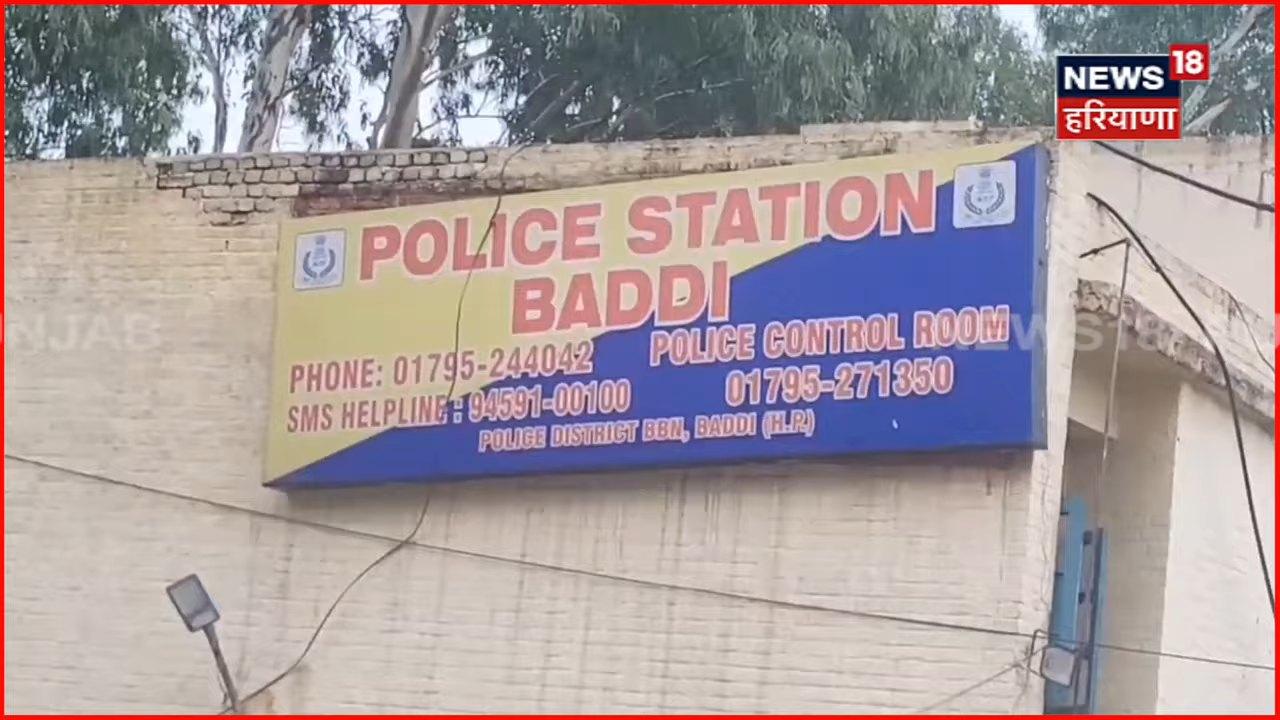 NEWS 18
हरियाणा
POLICE STATION
BADDI
PHONE: 01795-244042
SMS HELPLINE: 94591-00100
POLICE CONTROL ROOM
01795-271350
POLICE DISTRICT BBN, BADDI (H.P.)
NEWS18